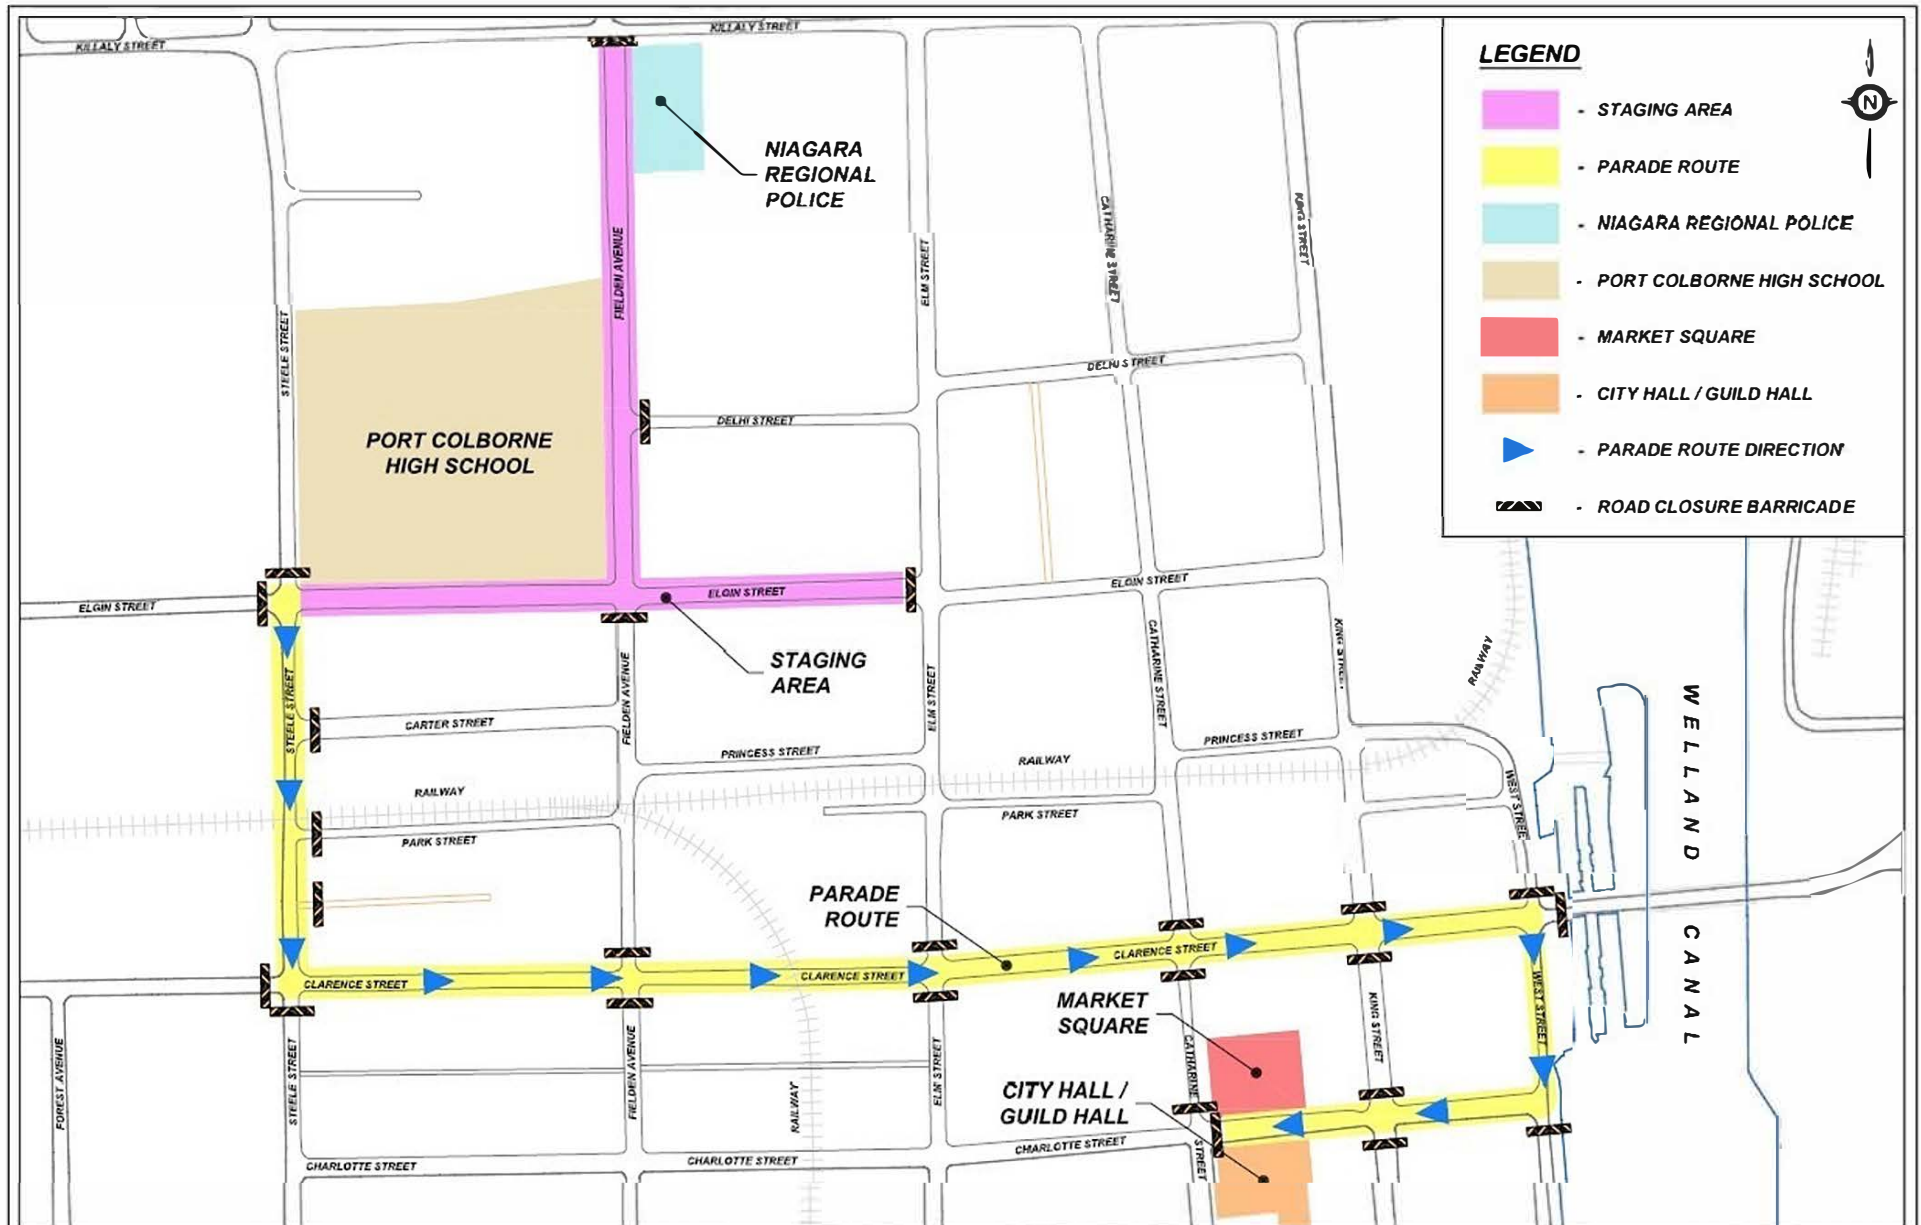 KILLALY STREET
KILLALY STREET
LEGEND
N
- STAGING AREA
- PARADE ROUTE
- NIAGARA REGIONAL POLICE
- PORT COLBORNE HIGH SCHOOL
- MARKET SQUARE
- CITY HALL / GUILD HALL
- PARADE ROUTE DIRECTION
- ROAD CLOSURE BARRICADE
NIAGARA
REGIONAL
POLICE
FIELDEN AVENUE
ELM STREET
CATHARINE STREET
KING STREET
STEELE STREET
DELHI STREET
DELHI STREET
PORT COLBORNE
HIGH SCHOOL
ELGIN STREET
ELGIN STREET
ELGIN STREET
STAGING
AREA
STEELE STREET
FIELDEN AVENUE
ELM STREET
CATHARINE STREET
KING STREET
RAILWAY
WELLAND CANAL
CARTER STREET
PRINCESS STREET
PRINCESS STREET
RAILWAY
RAILWAY
WEST STREE
PARK STREET
PARK STREET
PARADE
ROUTE
CLARENCE STREET
CLARENCE STREET
CLARENCE STREET
MARKET
SQUARE
KING STREET
WEST STREET
FOREST AVENUE
STEELE STREET
FIELDEN AVENUE
RAILWAY
ELM STREET
CATHARINE
STREET
CITY HALL /
GUILD HALL
CHARLOTTE STREET
CHARLOTTE STREET
CHARLOTTE STREET